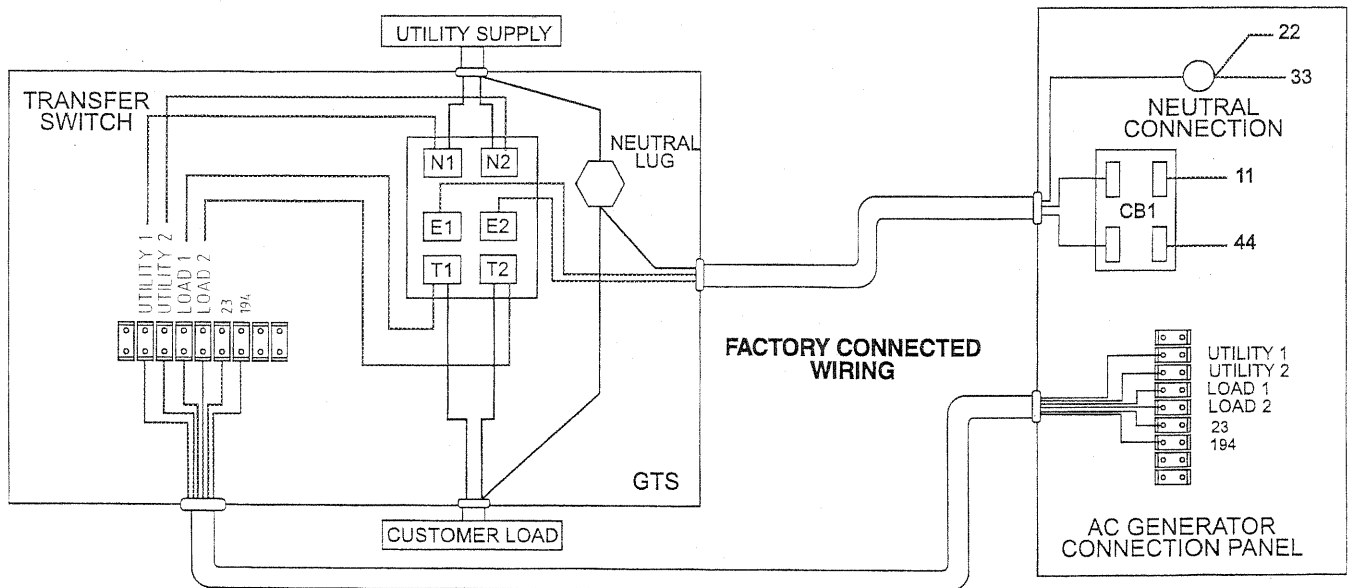 UTILITY SUPPLY
TRANSFER
SWITCH
NEUTRAL
LUG
N1
N2
E1
E2
T1
T2
UTILITY 1
UTILITY 2
LOAD 1
LOAD 2
23
194
GTS
CUSTOMER LOAD
FACTORY CONNECTED
WIRING
22
33
NEUTRAL
CONNECTION
11
CB1
44
UTILITY 1
UTILITY 2
LOAD 1
LOAD 2
23
194
AC GENERATOR
CONNECTION PANEL